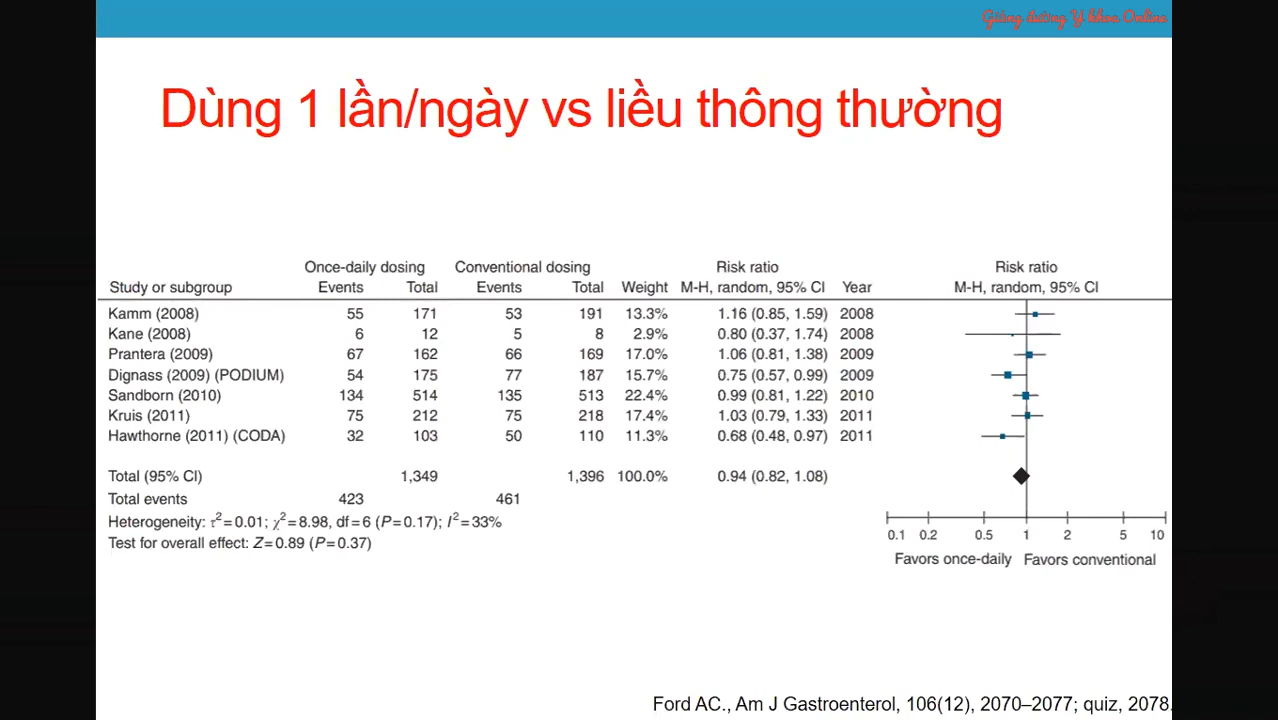 Giảng đường Y khoa Online
Dùng 1 lần/ngày vs liều thông thường
Once-daily dosing Conventional dosing Risk ratio Risk ratio
Study or subgroup Events Total Events Total Weight M-H, random, 95% CI Year M-H, random, 95% CI
Kamm (2008) 55 171 53 191 13.3% 1.16 (0.85, 1.59) 2008
Kane (2008) 6 12 5 8 2.9% 0.80 (0.37, 1.74) 2008
Prantera (2009) 67 162 66 169 17.0% 1.06 (0.81, 1.38) 2009
Dignass (2009) (PODIUM) 54 175 77 187 15.7% 0.75 (0.57, 0.99) 2009
Sandborn (2010) 134 514 135 513 22.4% 0.99 (0.81, 1.22) 2010
Kruis (2011) 75 212 75 218 17.4% 1.03 (0.79, 1.33) 2011
Hawthorne (2011) (CODA) 32 103 50 110 11.3% 0.68 (0.48, 0.97) 2011
Total (95% CI) 1,349 1,396 100.0% 0.94 (0.82, 1.08)
Total events 423 461
Heterogeneity: τ²=0.01; χ²=8.98, df=6 (P=0.17); I²=33%
Test for overall effect: Z=0.89 (P=0.37)
0.1 0.2 0.5 1 2 5 10
Favors once-daily Favors conventional
Ford AC., Am J Gastroenterol, 106(12), 2070–2077; quiz, 2078.